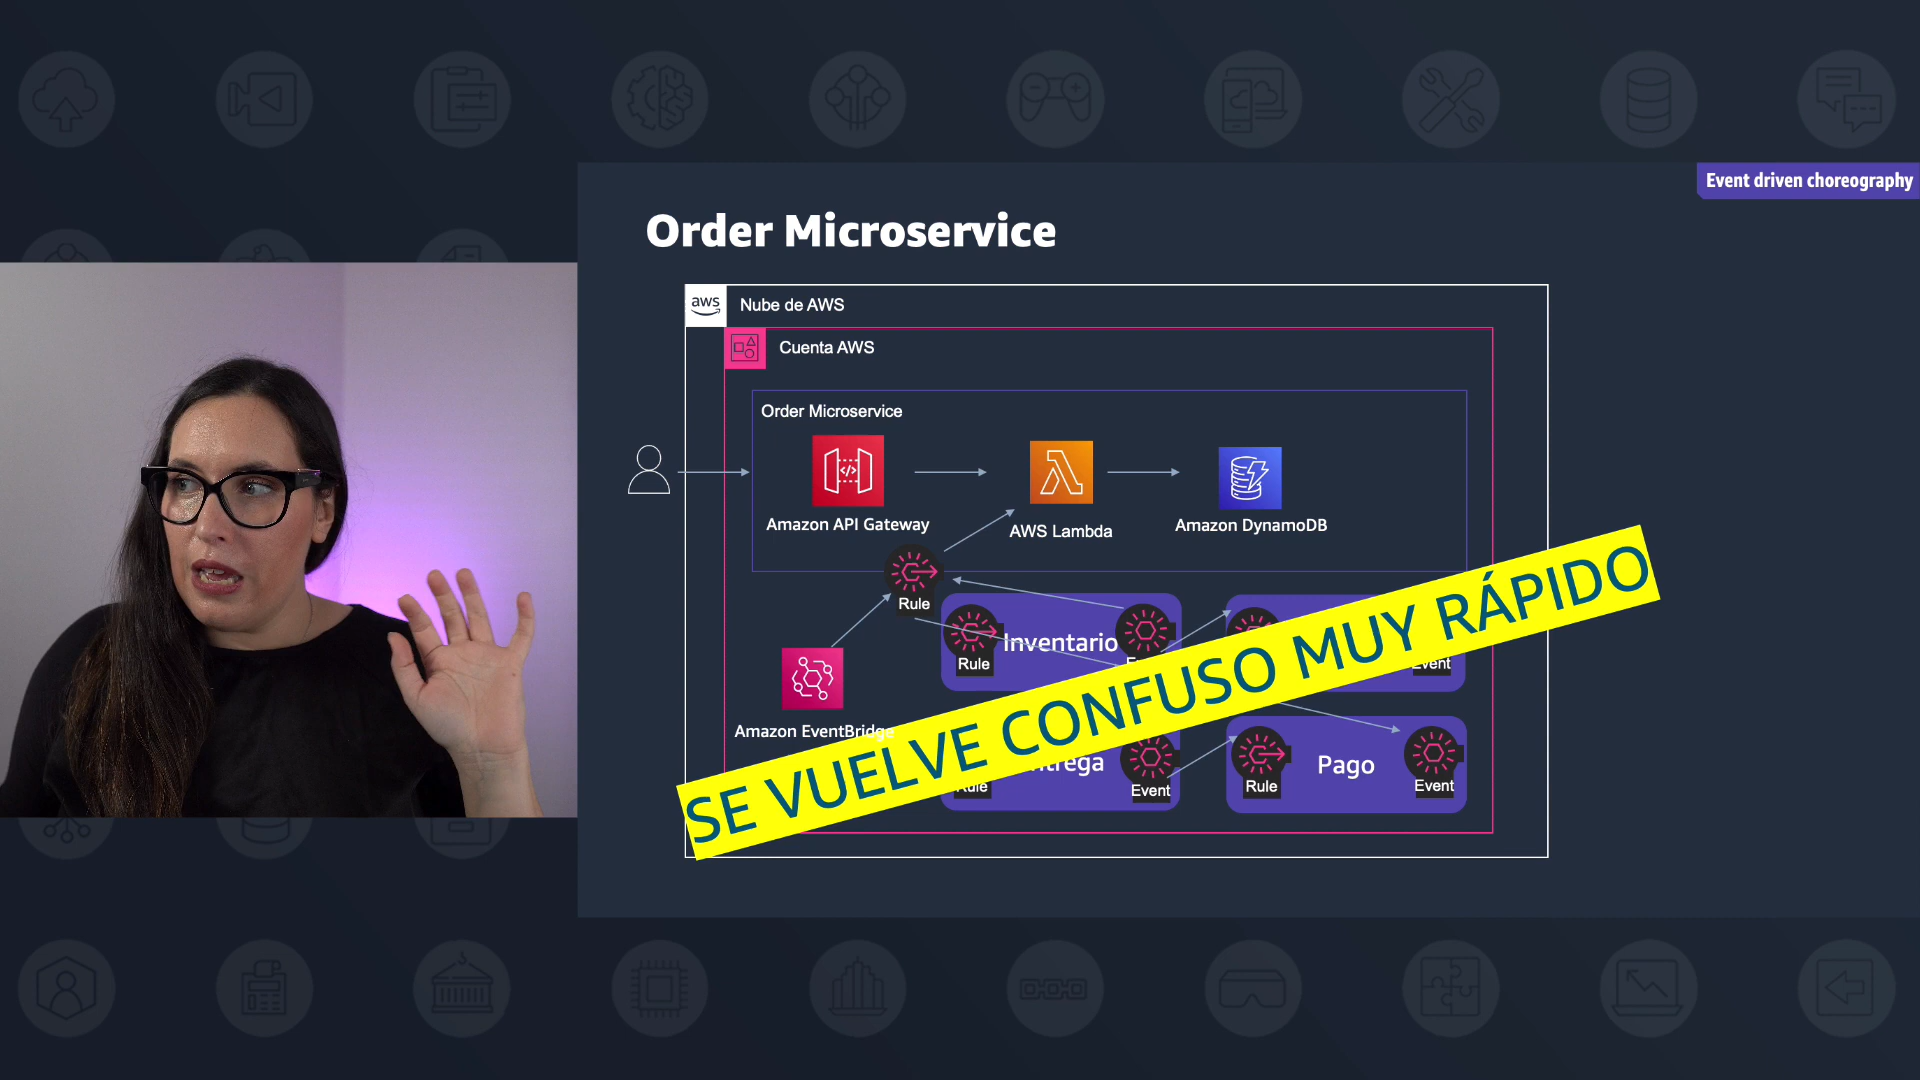 Event driven choreography
Order Microservice
aws
Nube de AWS
Cuenta AWS
Order Microservice
Amazon API Gateway
AWS Lambda
Amazon DynamoDB
Rule
Inventario
Rule
Event
Amazon EventBridge
SE VUELVE CONFUSO MUY RÁPIDO
Event
Rule
Pago
Event